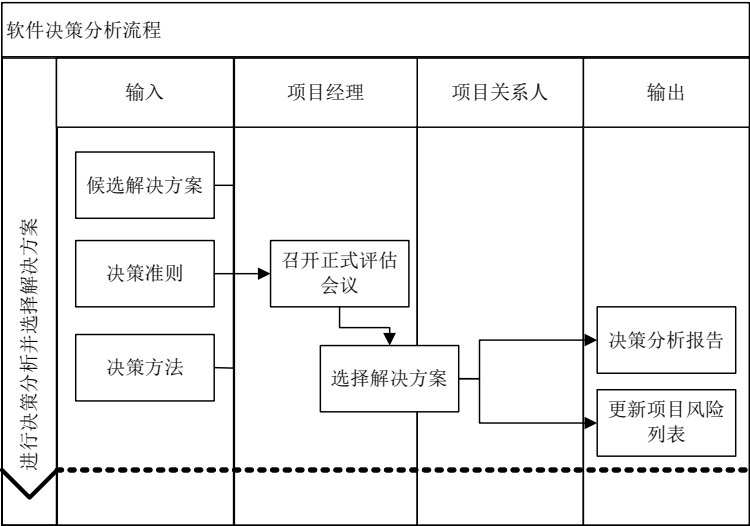 软件决策分析流程
输入
项目经理
项目关系人
输出
进行决策分析并选择解决方案
候选解决方案
决策准则
召开正式评估
会议
决策方法
选择解决方案
决策分析报告
更新项目风险
列表